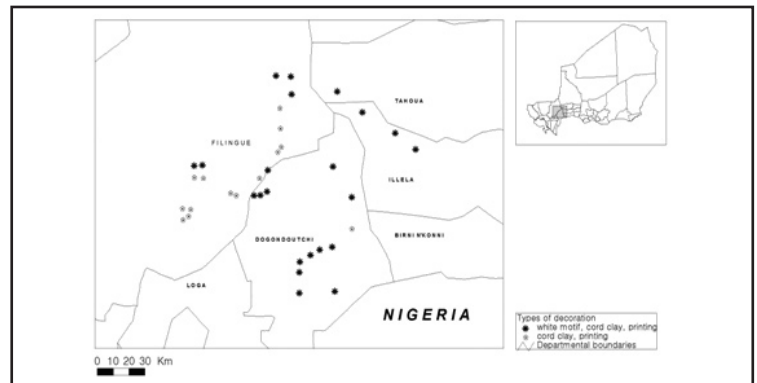 TAHOUA
FILINGUE
ILLELA
BIRNIN'KONNI
DOGONDOUTCHI
LOGA
NIGERIA
Types of decoration
white motif, cord clay, printing
cord clay, printing
Departmental boundaries
0 10 20 30 Km